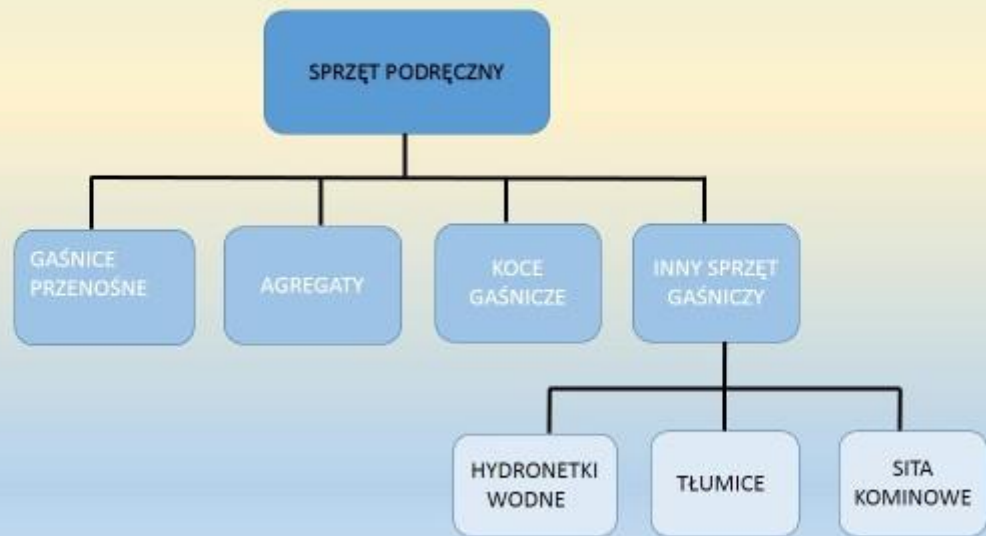 SPRZĘT PODRĘCZNY
GAŚNICE
PRZENOŚNE
AGREGATY
KOCE
GAŚNICZE
INNY SPRZĘT
GAŚNICZY
HYDRONETKI
WODNE
TŁUMICE
SITA
KOMINOWE